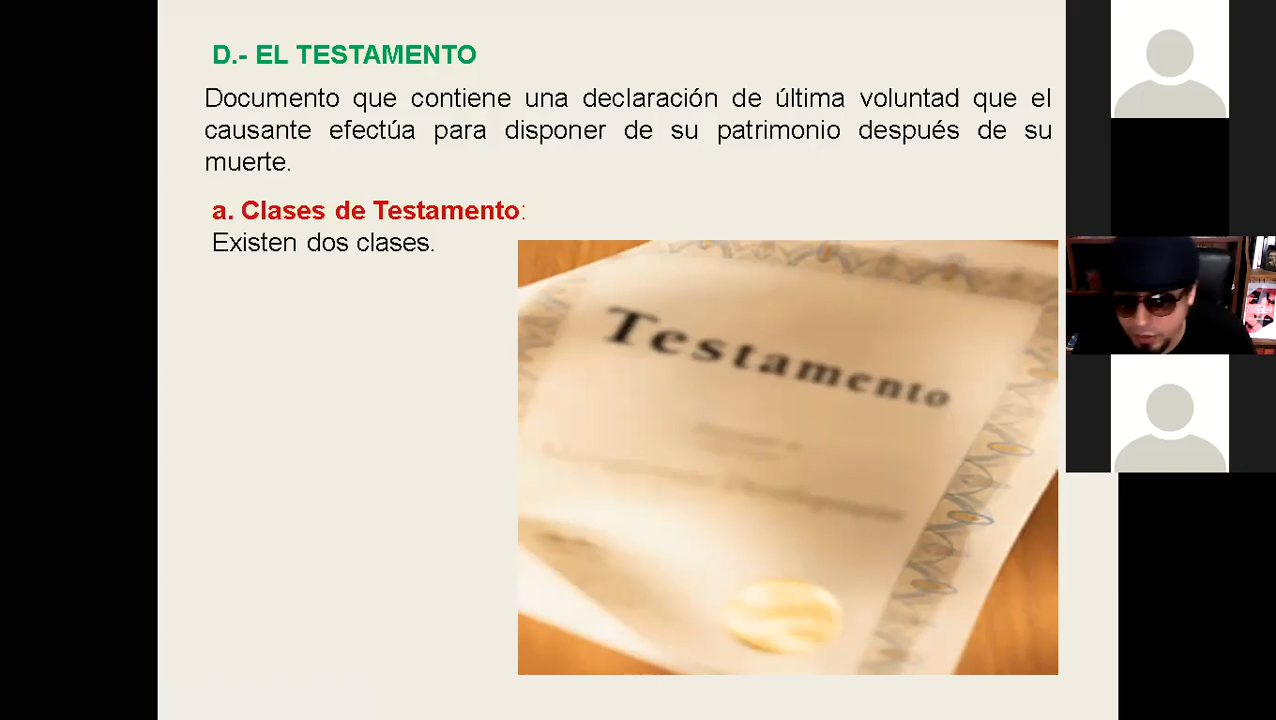 D.- EL TESTAMENTO
Documento que contiene una declaración de última voluntad que el
causante efectúa para disponer de su patrimonio después de su
muerte.
a. Clases de Testamento:
Existen dos clases.
Testamento